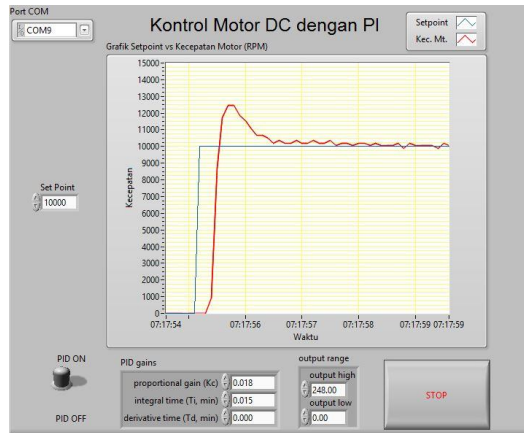 Port COM
COM9
Kontrol Motor DC dengan PI
Setpoint
Kec. Mt.
Grafik Setpoint vs Kecepatan Motor (RPM)
15000
14000
13000
12000
11000
10000
9000
8000
7000
6000
5000
4000
3000
2000
1000
0
Kecepatan
07:17:54
07:17:56
07:17:57
07:17:58
07:17:59
07:17:59
Waktu
Set Point
10000
PID ON
PID OFF
PID gains
proportional gain (Kc)
0.018
integral time (Ti, min)
0.015
derivative time (Td, min)
0.000
output range
output high
248.00
output low
0.00
STOP